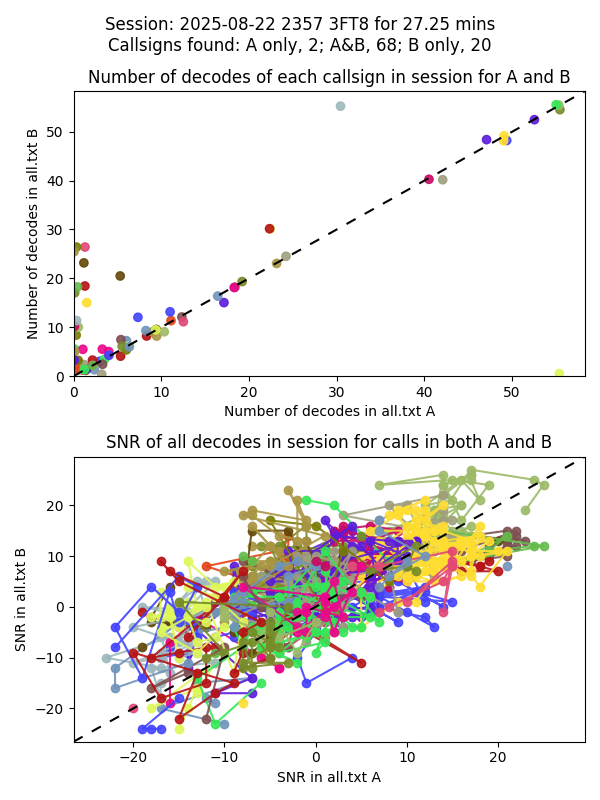 Session: 2025-08-22 2357 3FT8 for 27.25 mins
Callsigns found: A only, 2; A&B, 68; B only, 20
Number of decodes of each callsign in session for A and B
Number of decodes in all.txt B
50
40
30
20
10
0
0 10 20 30 40 50
Number of decodes in all.txt A
SNR of all decodes in session for calls in both A and B
SNR in all.txt B
20
10
0
−10
−20
−20 −10 0 10 20
SNR in all.txt A